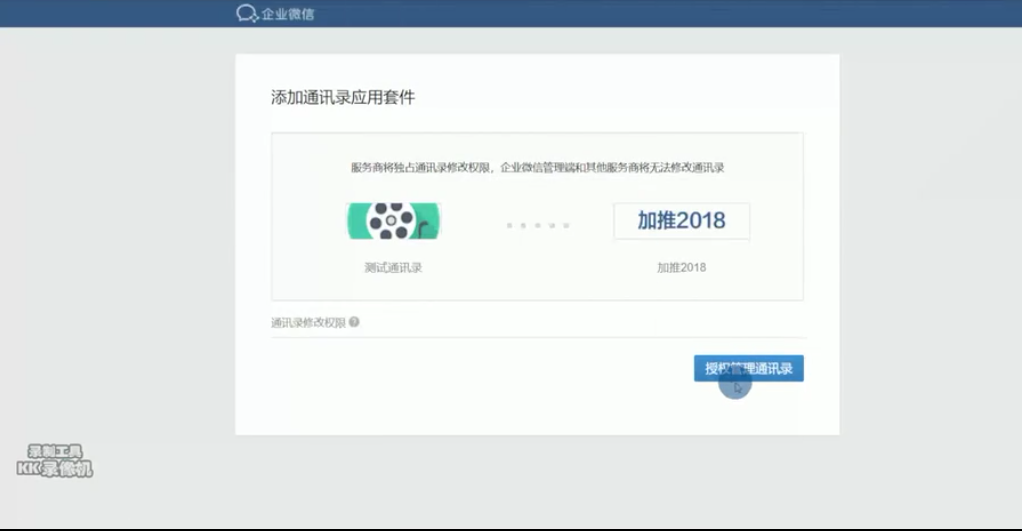 企业微信
添加通讯录应用套件
服务商将独占通讯录修改权限，企业微信管理端和其他服务商将无法修改通讯录
加推2018
测试通讯录
加推2018
通讯录修改权限
授权管理通讯录
录制工具
KK录像机